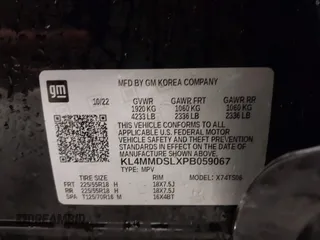 gm
MFD BY GM KOREA COMPANY
10/22 GVWR GAWR FRT GAWR RR
1920 KG 1060 KG 1060 KG
4233 LB 2336 LB 2336 LB
THIS VEHICLE CONFORMS TO ALL
APPLICABLE U.S. FEDERAL MOTOR
VEHICLE SAFETY AND THEFT
PREVENTION STANDARDS IN EFFECT ON
THE DATE OF MANUFACTURE SHOWN ABOVE.
KL4MMDSLXPB059067
TYPE: MPV MODEL:
TIRE SIZE RIM
FRT 225/55R18 H 18X7.5J
RR 225/55R18 H 18X7.5J
SPA T125/70R16 M 16X4BT